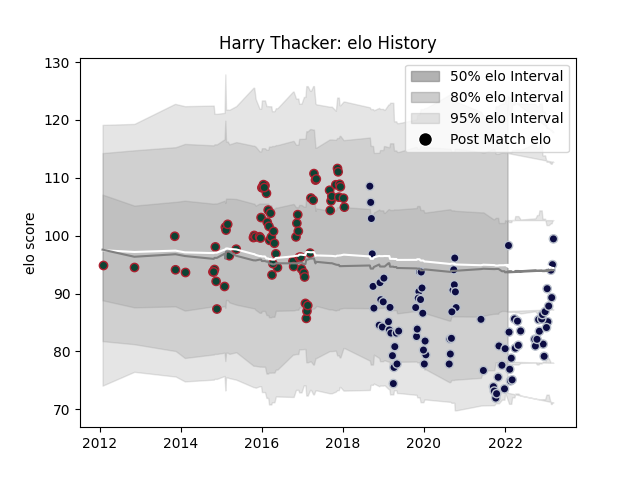 Harry Thacker: elo History
130
120
110
100
90
80
70
elo score
50% elo Interval
80% elo Interval
95% elo Interval
Post Match elo
2012 2014 2016 2018 2020 2022